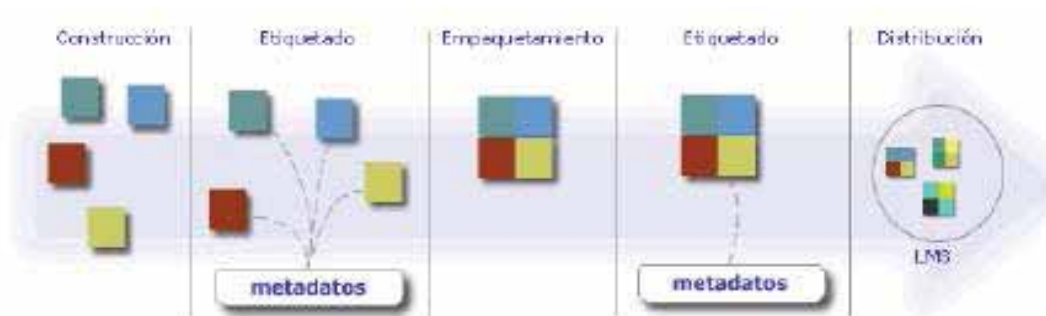 Construcción
Etiquetado
Empaquetamiento
Etiquetado
Distribución
LMS
metadatos
metadatos